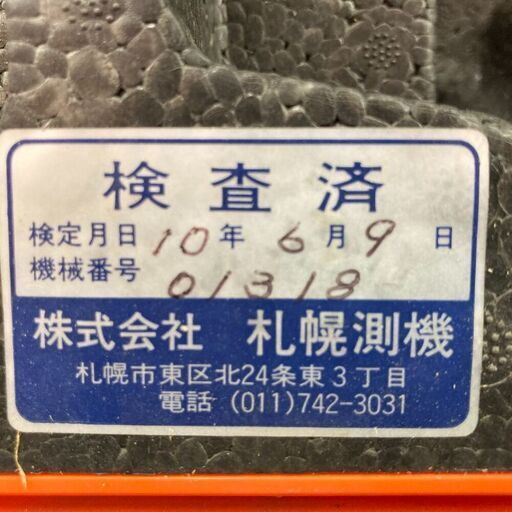 検査済
検定月日 10年 6月 9日
機械番号 01318
株式会社 札幌測機
札幌市東区北24条東3丁目
電話 (011)742-3031